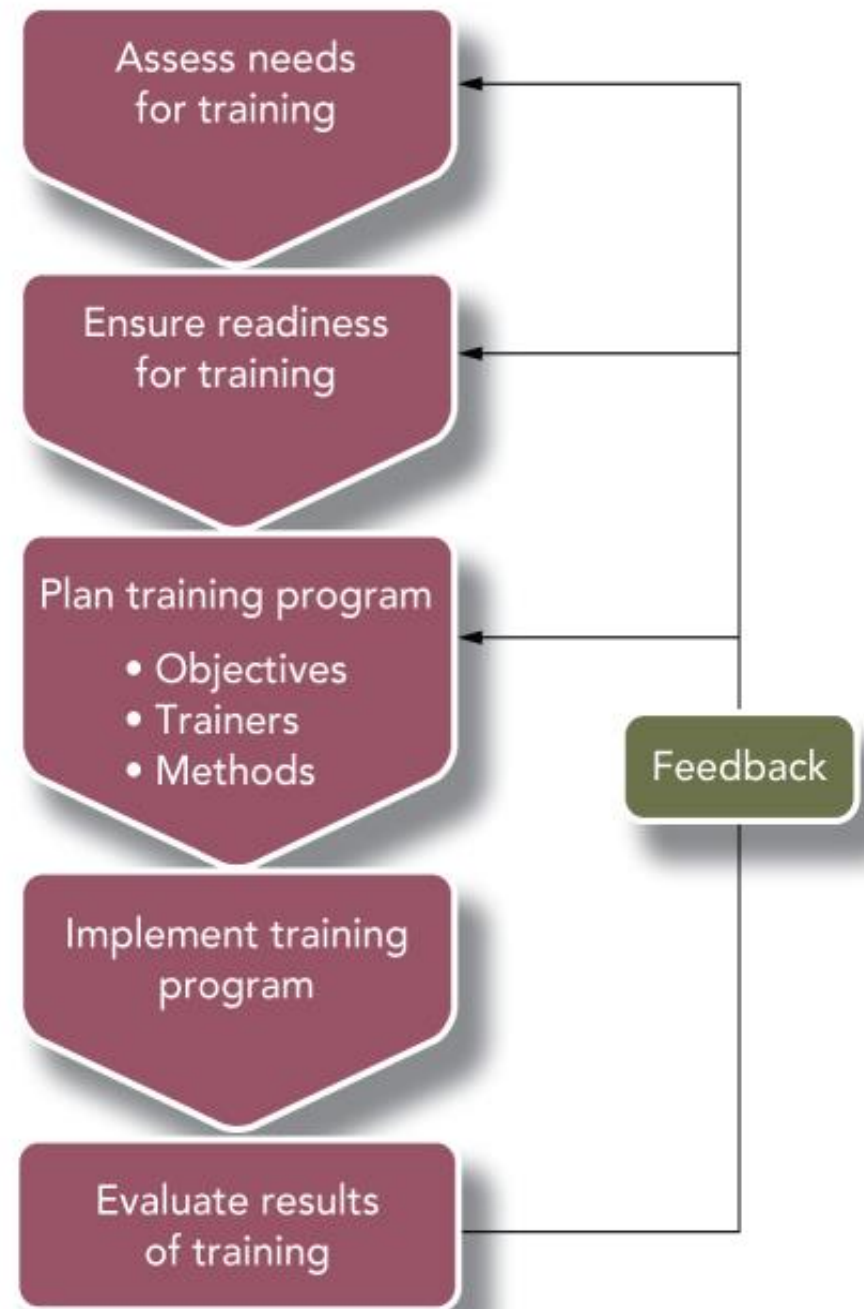 Assess needs
for training
Ensure readiness
for training
Plan training program
• Objectives
• Trainers
• Methods
Feedback
Implement training
program
Evaluate results
of training